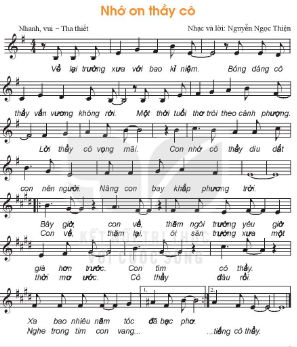 Nhớ ơn thầy cô
Nhanh, vui – Tha thiết
Nhạc và lời: Nguyễn Ngọc Thiện
Về lại trường xưa với bao kỉ niệm. Bóng dáng cô
thầy vẫn vương không rời. Một thời tuổi thơ trôi theo cánh phượng.
Lời thầy cô vọng mãi. Con nhớ cô thầy dìu dắt
con nên người. Nâng con bay khắp phương trời.
Bây giờ, con về, thăm ngôi trường yêu giờ
Con về, thăm lại, sân trường xưa một
già hơn trước. Con tìm có thầy.
thời mơ ước. Cô thầy đâu rồi.
Xa bao nhiêu năm tóc đã bạc phơ.
Nghe trong tim con vang... ...tiếng cô thầy.